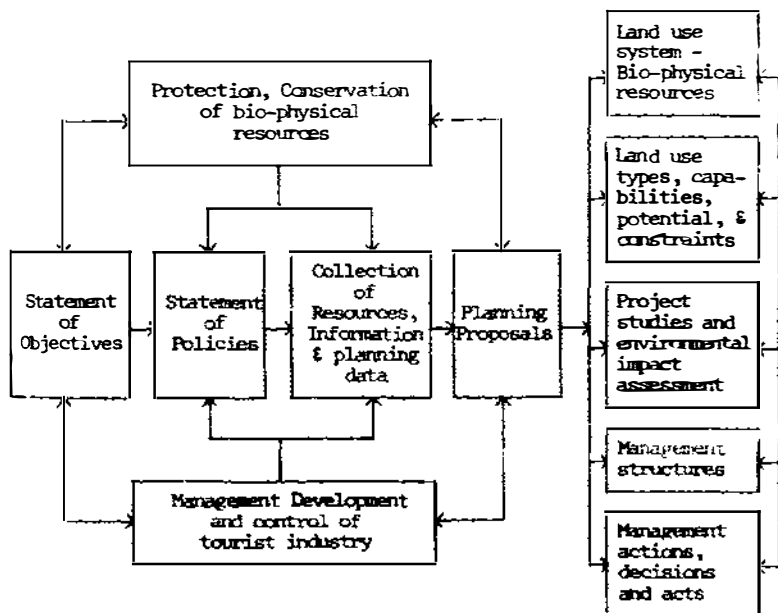 Protection, Conservation
of bio-physical
resources
Statement
of
Objectives
Statement
of
Policies
Collection
of
Resources,
Information
& planning
data
Planning
Proposals
Management Development
and control of
tourist industry
Land use
system -
Bio-physical
resources
Land use
types, capa-
bilities,
potential, &
constraints
Project
studies and
environmental
impact
assessment
Management
structures
Management
actions,
decisions
and acts